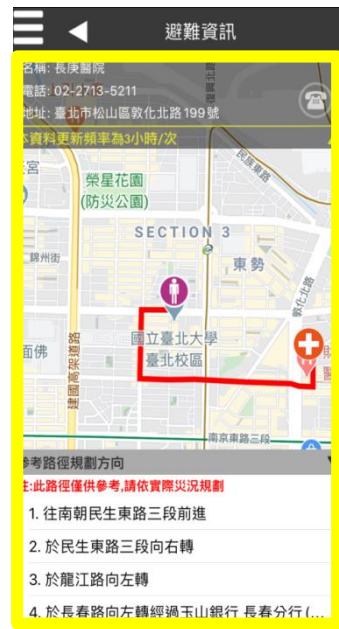 避難資訊
名稱: 長庚醫院
電話: 02-2713-5211
地址: 臺北市松山區敦化北路199號
本資料更新頻率為3小時/次
復興北路
民族東路
榮星花園
(防災公園)
SECTION 3
錦州街
東勢
敦化北路
國立臺北大學
臺北校區
建國高架道路
南京東路三段
參考路徑規劃方向
註:此路徑僅供參考,請依實際災況規劃
1. 往南朝民生東路三段前進
2. 於民生東路三段向右轉
3. 於龍江路向左轉
4. 於長春路向左轉經過玉山銀行 長春分行 (...